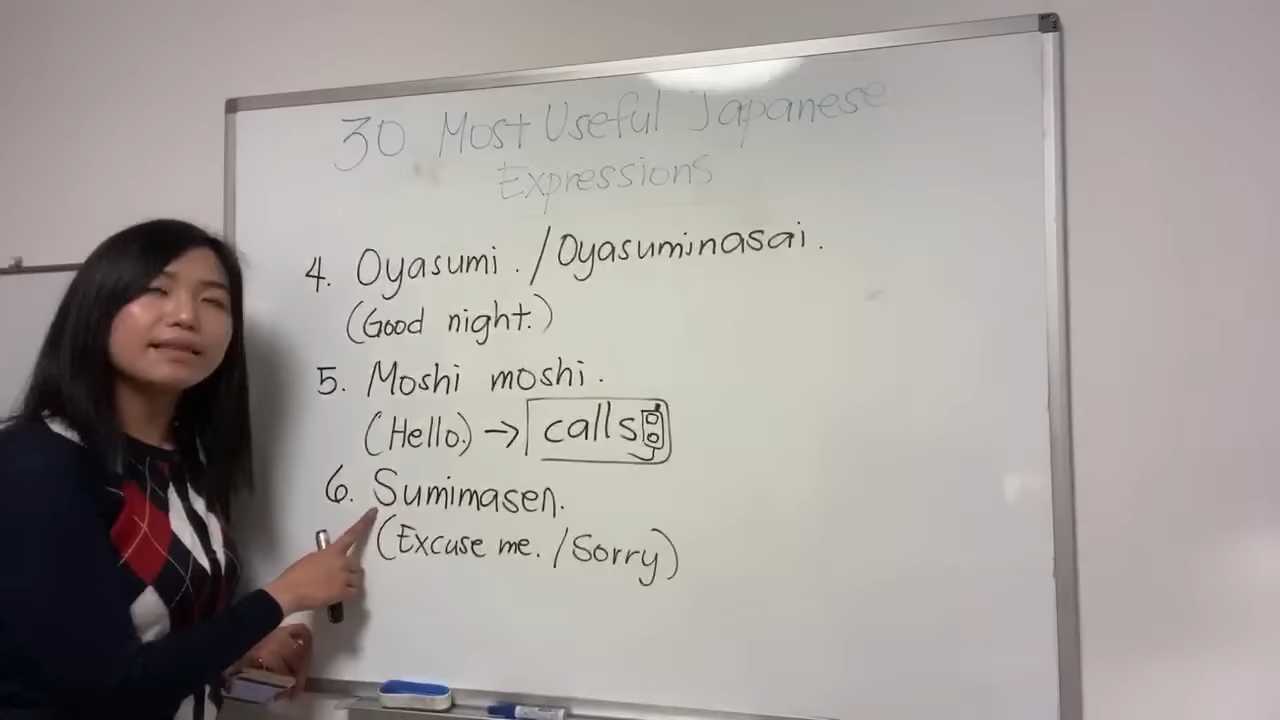 30 Most Useful Japanese
Expressions
4. Oyasumi. / Oyasuminasai.
(Good night.)
5. Moshi moshi.
(Hello.) → calls
6. Sumimasen.
(Excuse me. / Sorry)